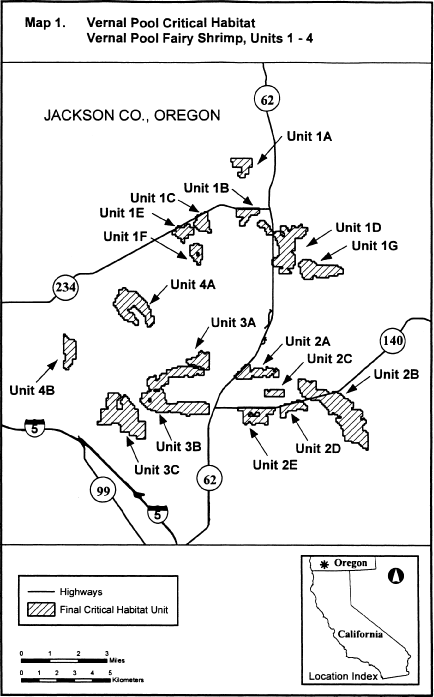 Map 1. Vernal Pool Critical Habitat
Vernal Pool Fairy Shrimp, Units 1 - 4
62
JACKSON CO., OREGON
Unit 1A
Unit 1B
Unit 1C
Unit 1E
Unit 1F
Unit 1D
Unit 1G
234
Unit 4A
Unit 3A
140
Unit 2A
Unit 2C
Unit 2B
Unit 4B
Unit 3B
Unit 2D
Unit 2E
Unit 3C
5
99
62
5
Highways
Final Critical Habitat Unit
0 1 2 3
Miles
0 1 2 3 4 5
Kilometers
Oregon
California
Location Index